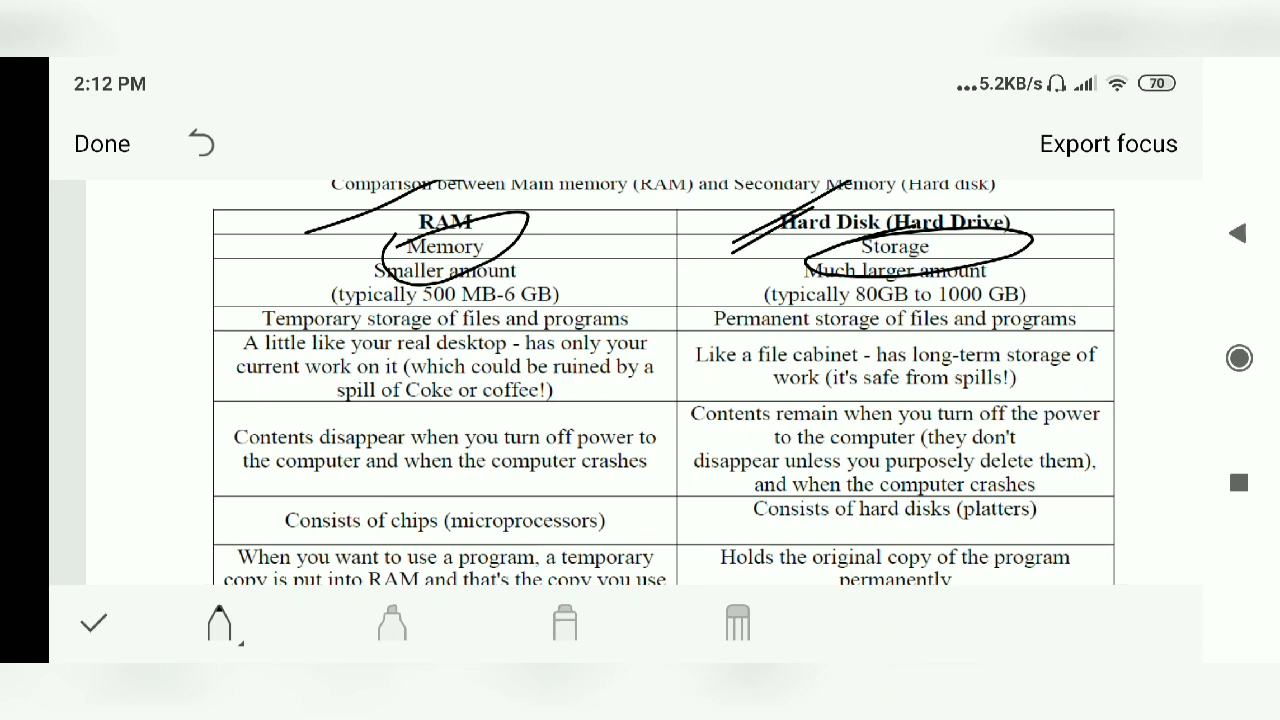 2:12 PM
...5.2KB/s
70
Done
Export focus
Comparison between Main memory (RAM) and Secondary Memory (Hard disk)
RAM
Hard Disk (Hard Drive)
Memory
Storage
Smaller amount
(typically 500 MB-6 GB)
Much larger amount
(typically 80GB to 1000 GB)
Temporary storage of files and programs
Permanent storage of files and programs
A little like your real desktop - has only your
current work on it (which could be ruined by a
spill of Coke or coffee!)
Like a file cabinet - has long-term storage of
work (it's safe from spills!)
Contents disappear when you turn off power to
the computer and when the computer crashes
Contents remain when you turn off the power
to the computer (they don't
disappear unless you purposely delete them),
and when the computer crashes
Consists of chips (microprocessors)
Consists of hard disks (platters)
When you want to use a program, a temporary
copy is put into RAM and that's the copy you use
Holds the original copy of the program
permanently